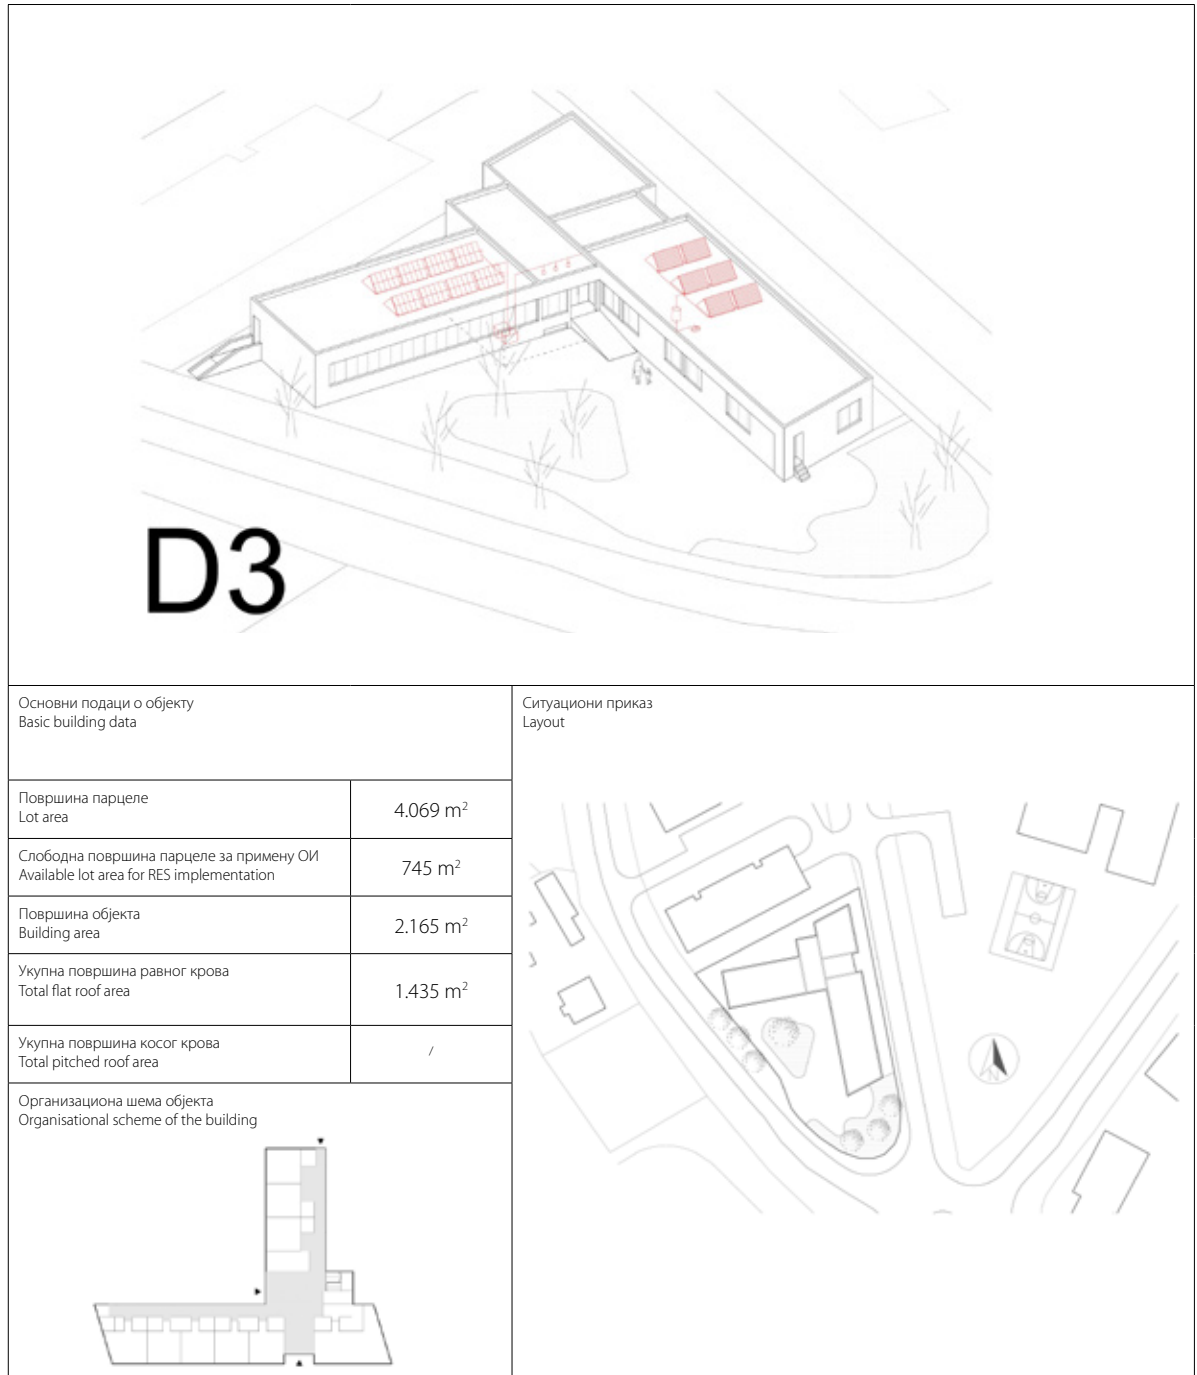 D3
Основни подаци о објекту
Basic building data
Површина парцеле
Lot area
4.069 m²
Слободна површина парцеле за примену ОИ
Available lot area for RES implementation
745 m²
Површина објекта
Building area
2.165 m²
Укупна површина равног крова
Total flat roof area
1.435 m²
Укупна површина косог крова
Total pitched roof area
/
Организациона шема објекта
Organisational scheme of the building
Ситуациони приказ
Layout
N